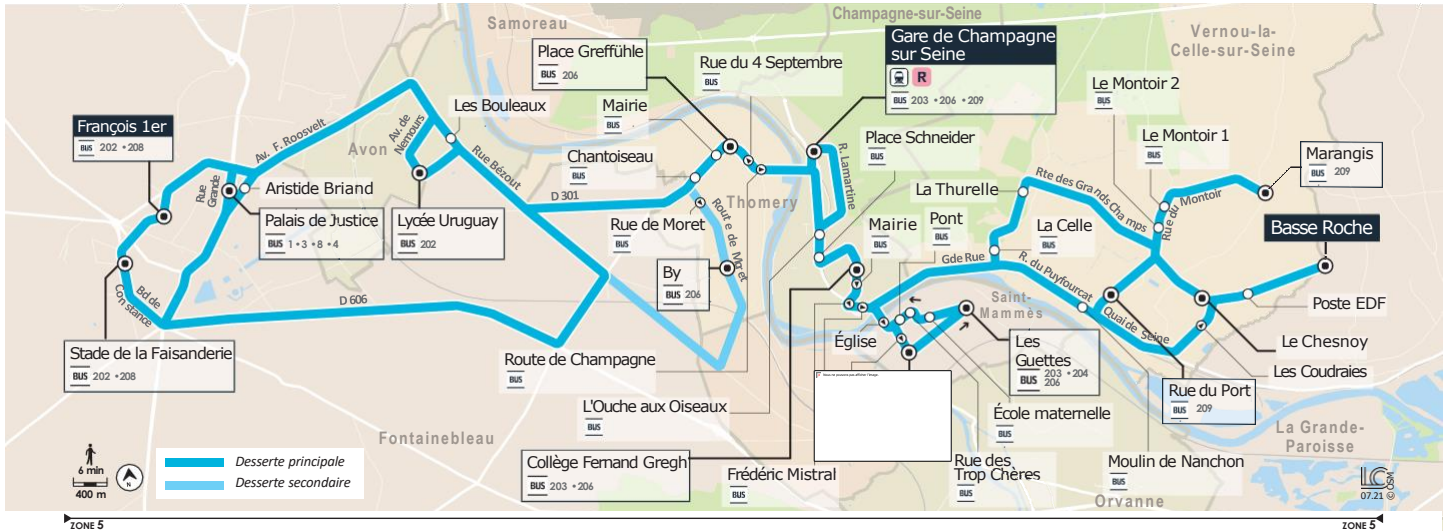 Samoreau
Champagne-sur-Seine
Vernou-la-
Celle-sur-Seine
Place Greffühle
BUS 206
Rue du 4 Septembre
BUS
Gare de Champagne
sur Seine
R
BUS 203 • 206 • 209
Le Montoir 2
BUS
Les Bouleaux
BUS
Mairie
BUS
François 1er
BUS 202 • 208
Av. F. Roosvelt
Av. de
Nemours
Avon
Rue Bézout
Chantoiseau
BUS
Place Schneider
BUS
Le Montoir 1
BUS
Marangis
BUS 209
R. Lamartine
Rue
Grande
Aristide Briand
BUS
La Thurelle
BUS
Rte des Grands Champs
Rue du Montoir
Palais de Justice
BUS 1 • 3 • 8 • 4
Lycée Uruguay
BUS 202
D 301
Thomery
Route de Moret
Rue de Moret
BUS
Mairie
BUS
Pont
BUS
La Celle
BUS
Basse Roche
By
BUS 206
Gde Rue
R. du Puyfourcat
Bd de
Constance
D 606
Saint-
Mammès
Quai de Seine
Poste EDF
BUS
Stade de la Faisanderie
BUS 202 • 208
Route de Champagne
BUS
Église
BUS
Les
Guettes
BUS 203 • 204
206
Le Chesnoy
BUS
Les Coudraies
BUS
Rue du Port
BUS 209
L'Ouche aux Oiseaux
BUS
École maternelle
BUS
Fontainebleau
La Grande-
Paroisse
6 min
400 m
N
Desserte principale
Desserte secondaire
Collège Fernand Gregh
BUS 203 • 206
Frédéric Mistral
BUS
Rue des
Trop Chères
BUS
Moulin de Nanchon
BUS
Orvanne
LC
07.21
ZONE 5
ZONE 5